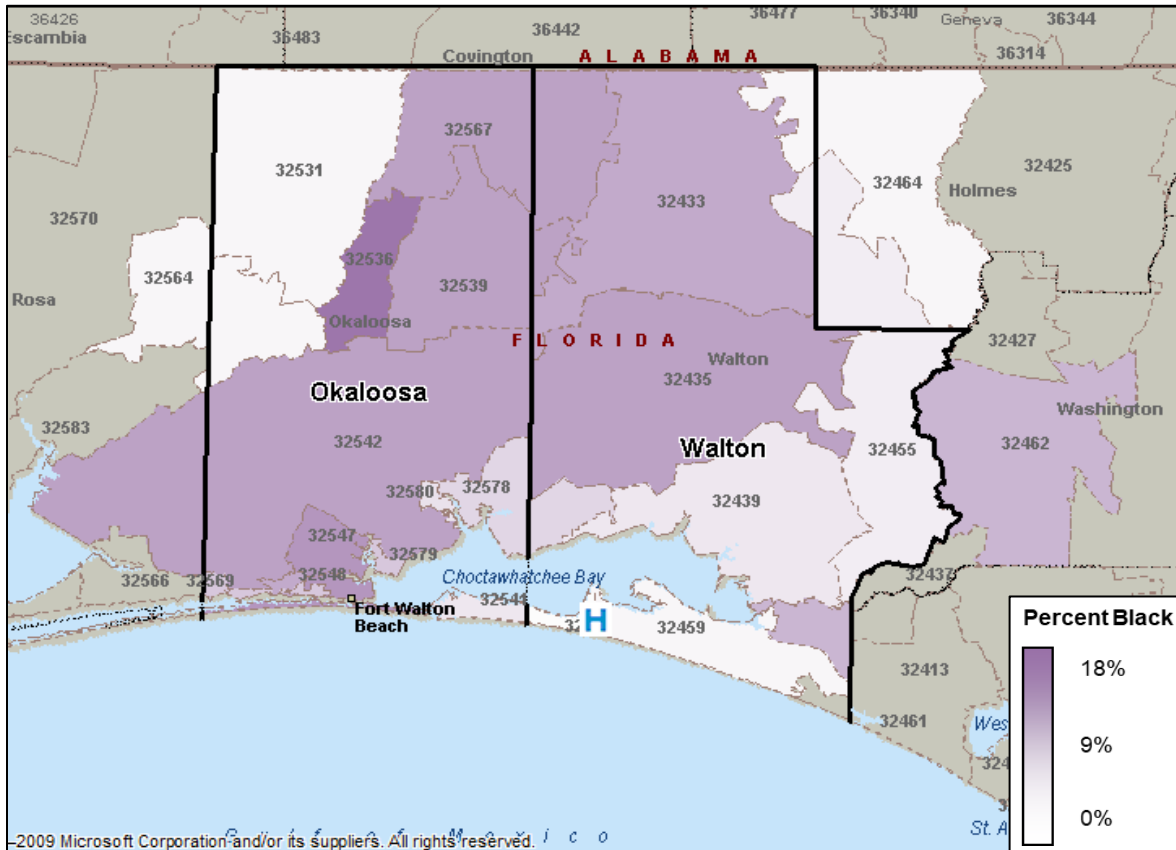 36426
Escambia
36483
36442
Covington
36477
36340
Geneva
36344
36314
A L A B A M A
32567
32531
32433
32464
32425
Holmes
32570
32564
Rosa
32536
32539
Okaloosa
F L O R I D A
Walton
32427
32435
Okaloosa
Washington
32583
32542
Walton
32455
32462
32580
32578
32439
32547
32579
32548
32566
32569
Choctawhatchee Bay
32437
Fort Walton
Beach
H
32459
Percent Black
18%
9%
0%
32413
32461
Wes
St. A
2009 Microsoft Corporation and/or its suppliers. All rights reserved.